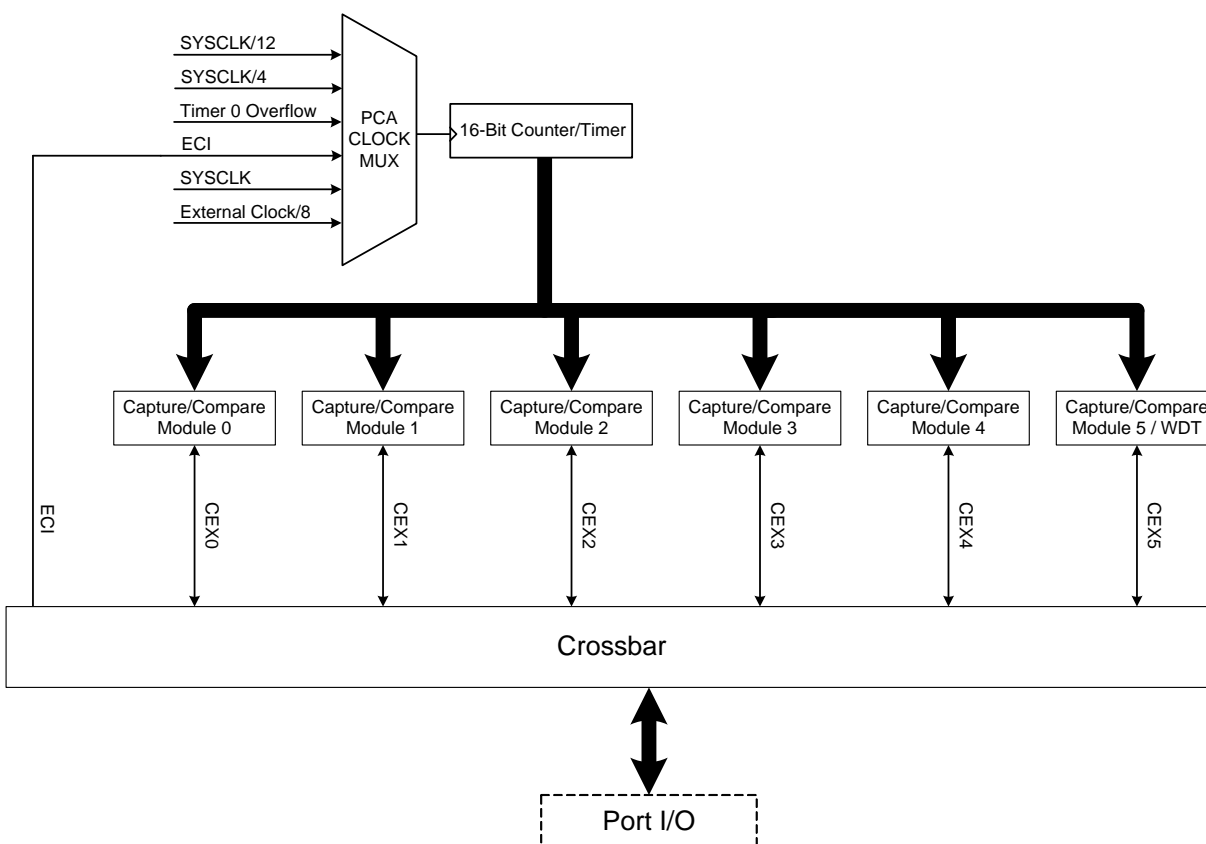 SYSCLK/12
SYSCLK/4
Timer 0 Overflow
ECI
SYSCLK
External Clock/8
PCA
CLOCK
MUX
16-Bit Counter/Timer
Capture/Compare
Module 0
Capture/Compare
Module 1
Capture/Compare
Module 2
Capture/Compare
Module 3
Capture/Compare
Module 4
Capture/Compare
Module 5 / WDT
ECI
CEX0
CEX1
CEX2
CEX3
CEX4
CEX5
Crossbar
Port I/O